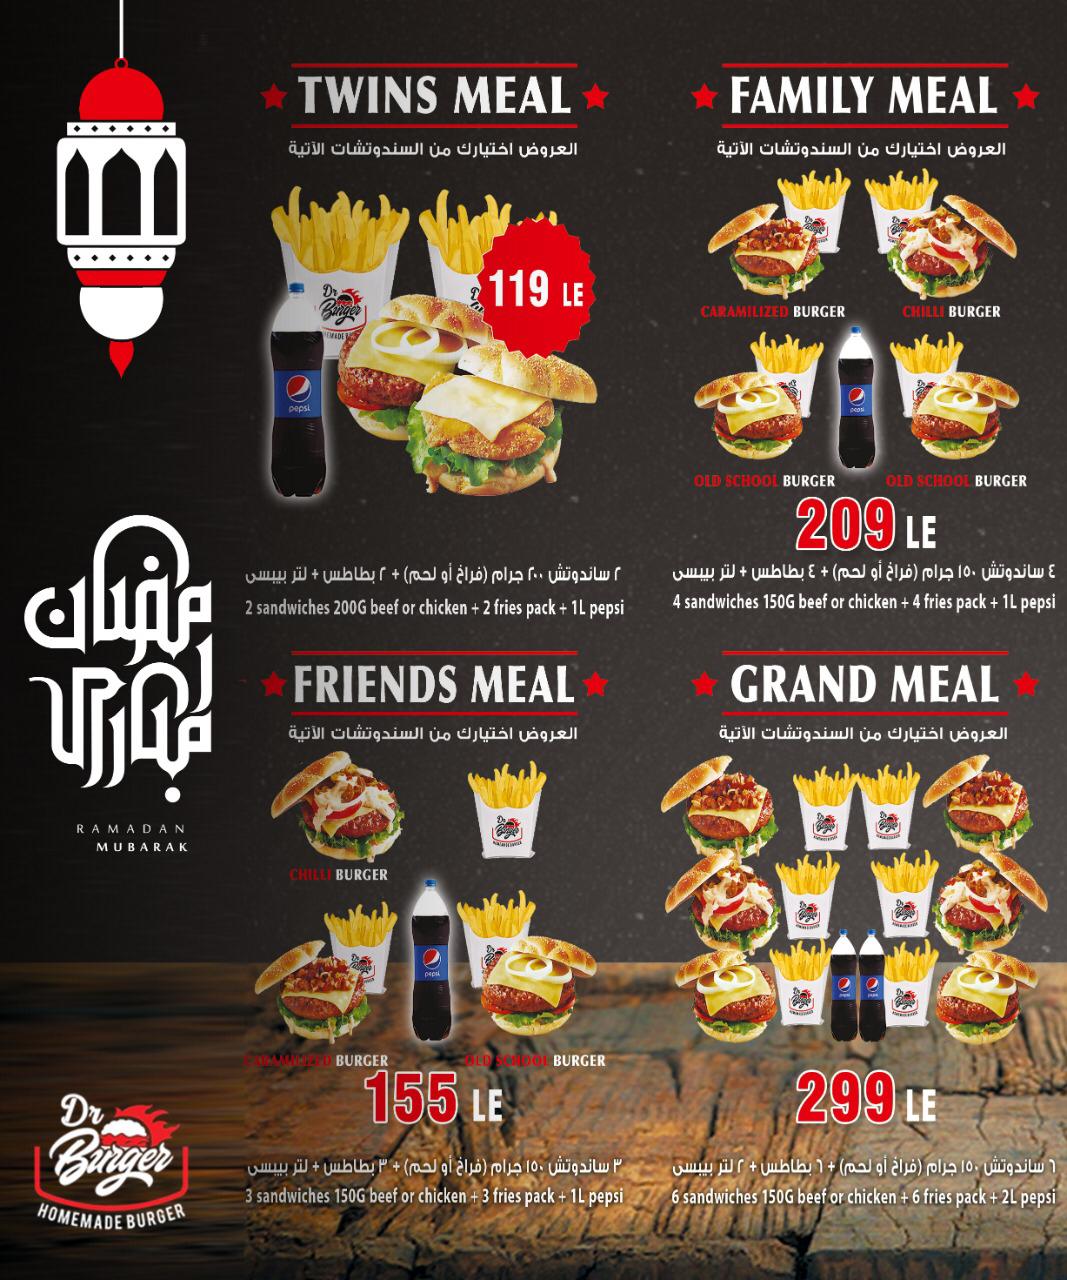 TWINS MEAL
العروض اختيارك من السندوتشات الآتية
119 LE
Dr
Burger
pepsi
٢ ساندوتش ٢٠٠ جرام (فراخ أو لحم) + ٢ بطاطس + لتر بيبسى
2 sandwiches 200G beef or chicken + 2 fries pack + 1L pepsi
FAMILY MEAL
العروض اختيارك من السندوتشات الآتية
CARAMILIZED BURGER
CHILLI BURGER
pepsi
OLD SCHOOL BURGER
OLD SCHOOL BURGER
209 LE
٤ ساندوتش ١٥٠ جرام (فراخ أو لحم) + ٤ بطاطس + لتر بيبسى
4 sandwiches 150G beef or chicken + 4 fries pack + 1L pepsi
رمضان
مبارك
RAMADAN
MUBARAK
FRIENDS MEAL
العروض اختيارك من السندوتشات الآتية
CHILLI BURGER
pepsi
CARAMILIZED BURGER
OLD SCHOOL BURGER
155 LE
٣ ساندوتش ١٥٠ جرام (فراخ أو لحم) + ٣ بطاطس + لتر بيبسى
3 sandwiches 150G beef or chicken + 3 fries pack + 1L pepsi
GRAND MEAL
العروض اختيارك من السندوتشات الآتية
pepsi
pepsi
299 LE
٦ ساندوتش ١٥٠ جرام (فراخ أو لحم) + ٦ بطاطس + ٢ لتر بيبسى
6 sandwiches 150G beef or chicken + 6 fries pack + 2L pepsi
Dr
Burger
HOMEMADE BURGER